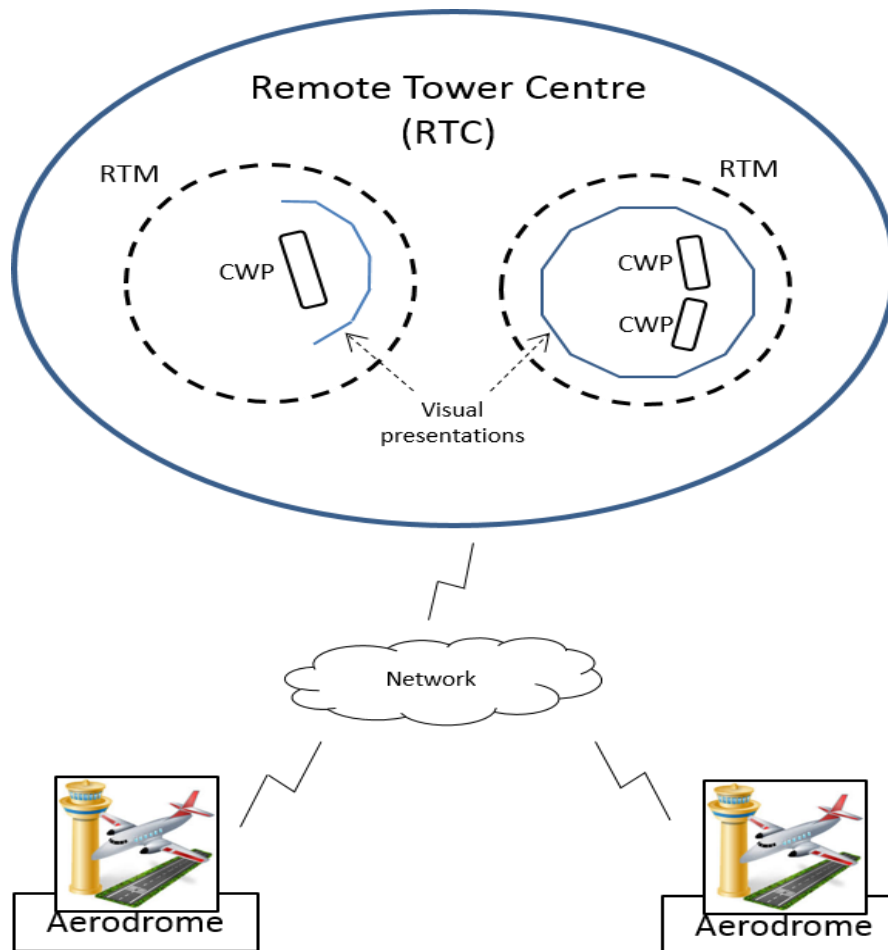 Remote Tower Centre
(RTC)
RTM
RTM
CWP
CWP
CWP
Visual
presentations
Network
Aerodrome
Aerodrome